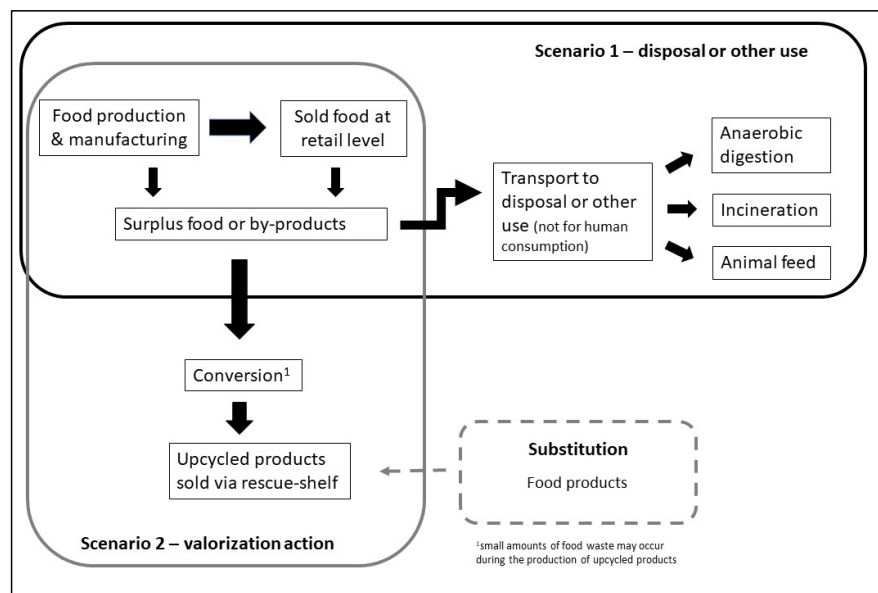 Scenario 1 – disposal or other use
Food production
& manufacturing
Sold food at
retail level
Surplus food or by-products
Transport to
disposal or other
use (not for human
consumption)
Anaerobic
digestion
Incineration
Animal feed
Conversion¹
Upcycled products
sold via rescue-shelf
Scenario 2 – valorization action
Substitution
Food products
¹small amounts of food waste may occur
during the production of upcycled products